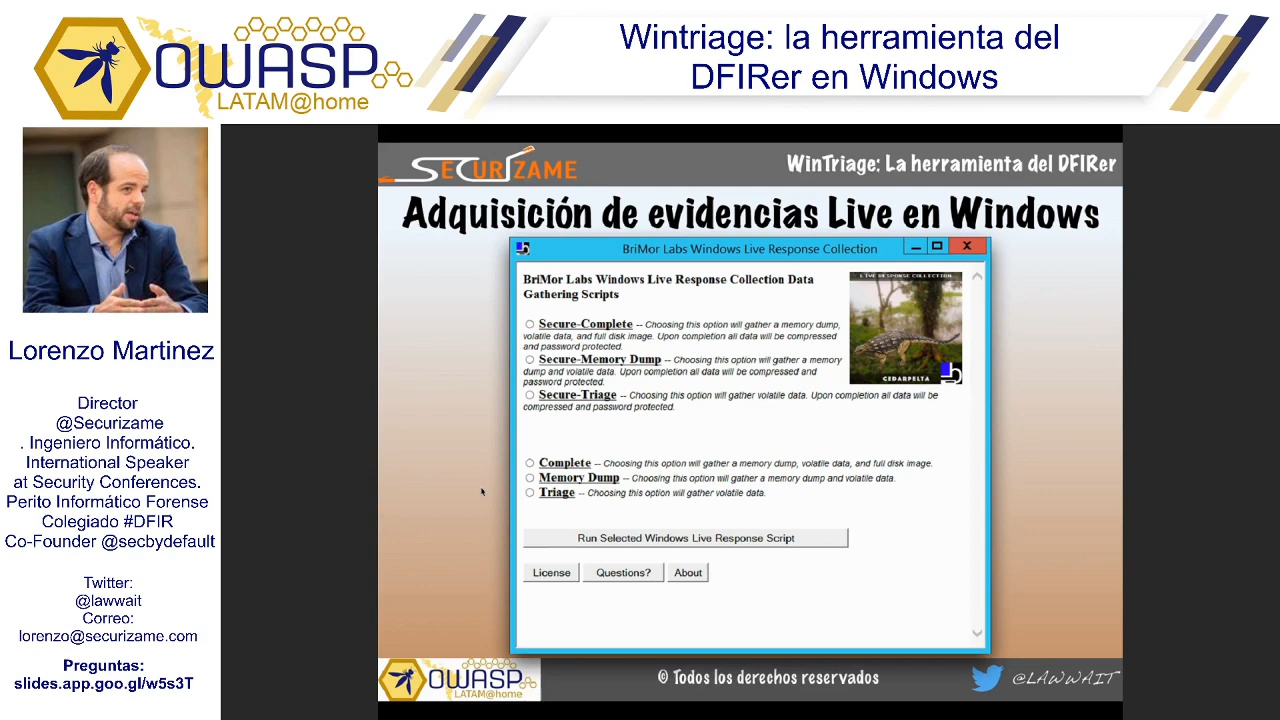 OWASP
LATAM@home
Wintriage: la herramienta del
DFIRer en Windows
Lorenzo Martinez
Director
@Securizame
. Ingeniero Informático.
International Speaker
at Security Conferences.
Perito Informático Forense
Colegiado #DFIR
Co-Founder @secbydefault
Twitter:
@lawwait
Correo:
lorenzo@securizame.com
Preguntas:
slides.app.goo.gl/w5s3T
SECURIZAME
WinTriage: La herramienta del DFIRer
Adquisición de evidencias Live en Windows
BriMor Labs Windows Live Response Collection
BriMor Labs Windows Live Response Collection Data
Gathering Scripts
LIVE RESPONSE COLLECTION
CEDARPELTA
Secure-Complete -- Choosing this option will gather a memory dump,
volatile data, and full disk image. Upon completion all data will be compressed
and password protected.
Secure-Memory Dump -- Choosing this option will gather a memory
dump and volatile data. Upon completion all data will be compressed and
password protected.
Secure-Triage -- Choosing this option will gather volatile data. Upon completion all data will be
compressed and password protected.
Complete -- Choosing this option will gather a memory dump, volatile data, and full disk image.
Memory Dump -- Choosing this option will gather a memory dump and volatile data.
Triage -- Choosing this option will gather volatile data.
Run Selected Windows Live Response Script
License Questions? About
OWASP
LATAM@home
© Todos los derechos reservados
@LAWWAIT